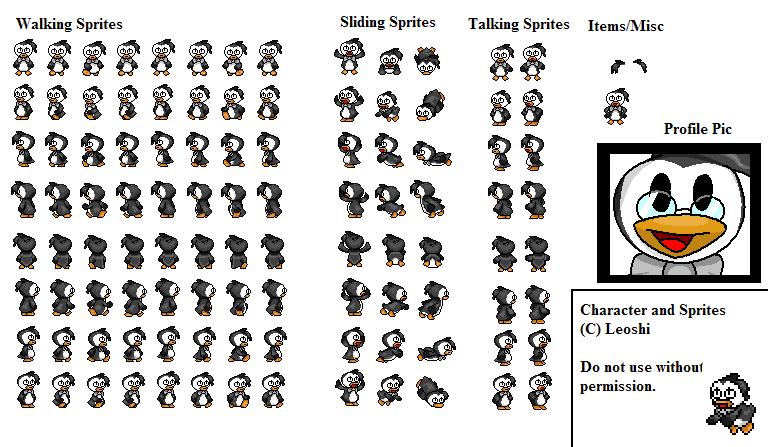 Walking Sprites
Sliding Sprites
Talking Sprites
Items/Misc
Profile Pic
Character and Sprites
(C) Leoshi
Do not use without
permission.